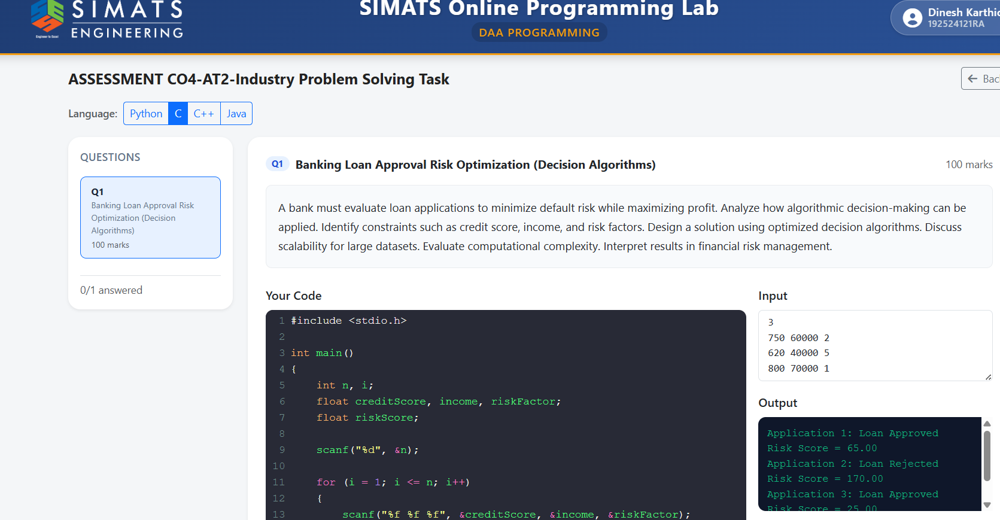 SIMATS
ENGINEERING
Engineer to Excel
SIMATS Online Programming Lab
DAA PROGRAMMING
Dinesh Karthic
192524121RA
ASSESSMENT CO4-AT2-Industry Problem Solving Task
Language:
Python
C
C++
Java
QUESTIONS
Q1
Banking Loan Approval Risk
Optimization (Decision
Algorithms)
100 marks
0/1 answered
Q1
Banking Loan Approval Risk Optimization (Decision Algorithms)
100 marks
A bank must evaluate loan applications to minimize default risk while maximizing profit. Analyze how algorithmic decision-making can be
applied. Identify constraints such as credit score, income, and risk factors. Design a solution using optimized decision algorithms. Discuss
scalability for large datasets. Evaluate computational complexity. Interpret results in financial risk management.
Your Code
1 #include <stdio.h>
2
3 int main()
4 {
5     int n, i;
6     float creditScore, income, riskFactor;
7     float riskScore;
8
9     scanf("%d", &n);
10
11     for (i = 1; i <= n; i++)
12     {
13         scanf("%f %f %f", &creditScore, &income, &riskFactor);
Input
3
750 60000 2
620 40000 5
800 70000 1
Output
Application 1: Loan Approved
Risk Score = 65.00
Application 2: Loan Rejected
Risk Score = 170.00
Application 3: Loan Approved
Risk Score = 25.00